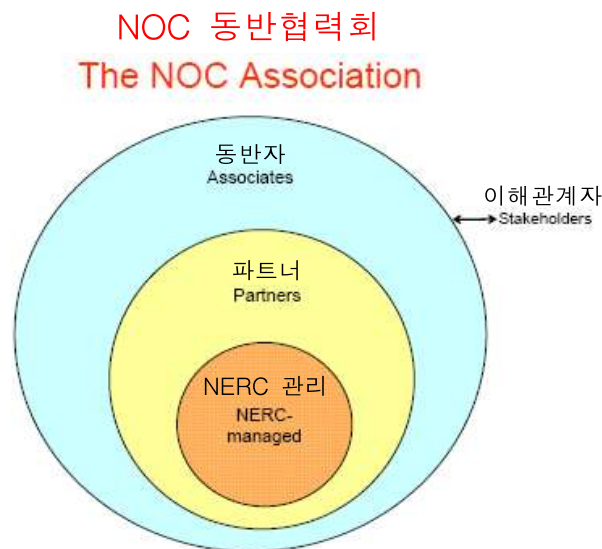 NOC 동반협력회
The NOC Association
동반자
Associates
이해관계자
Stakeholders
파트너
Partners
NERC 관리
NERC-
managed